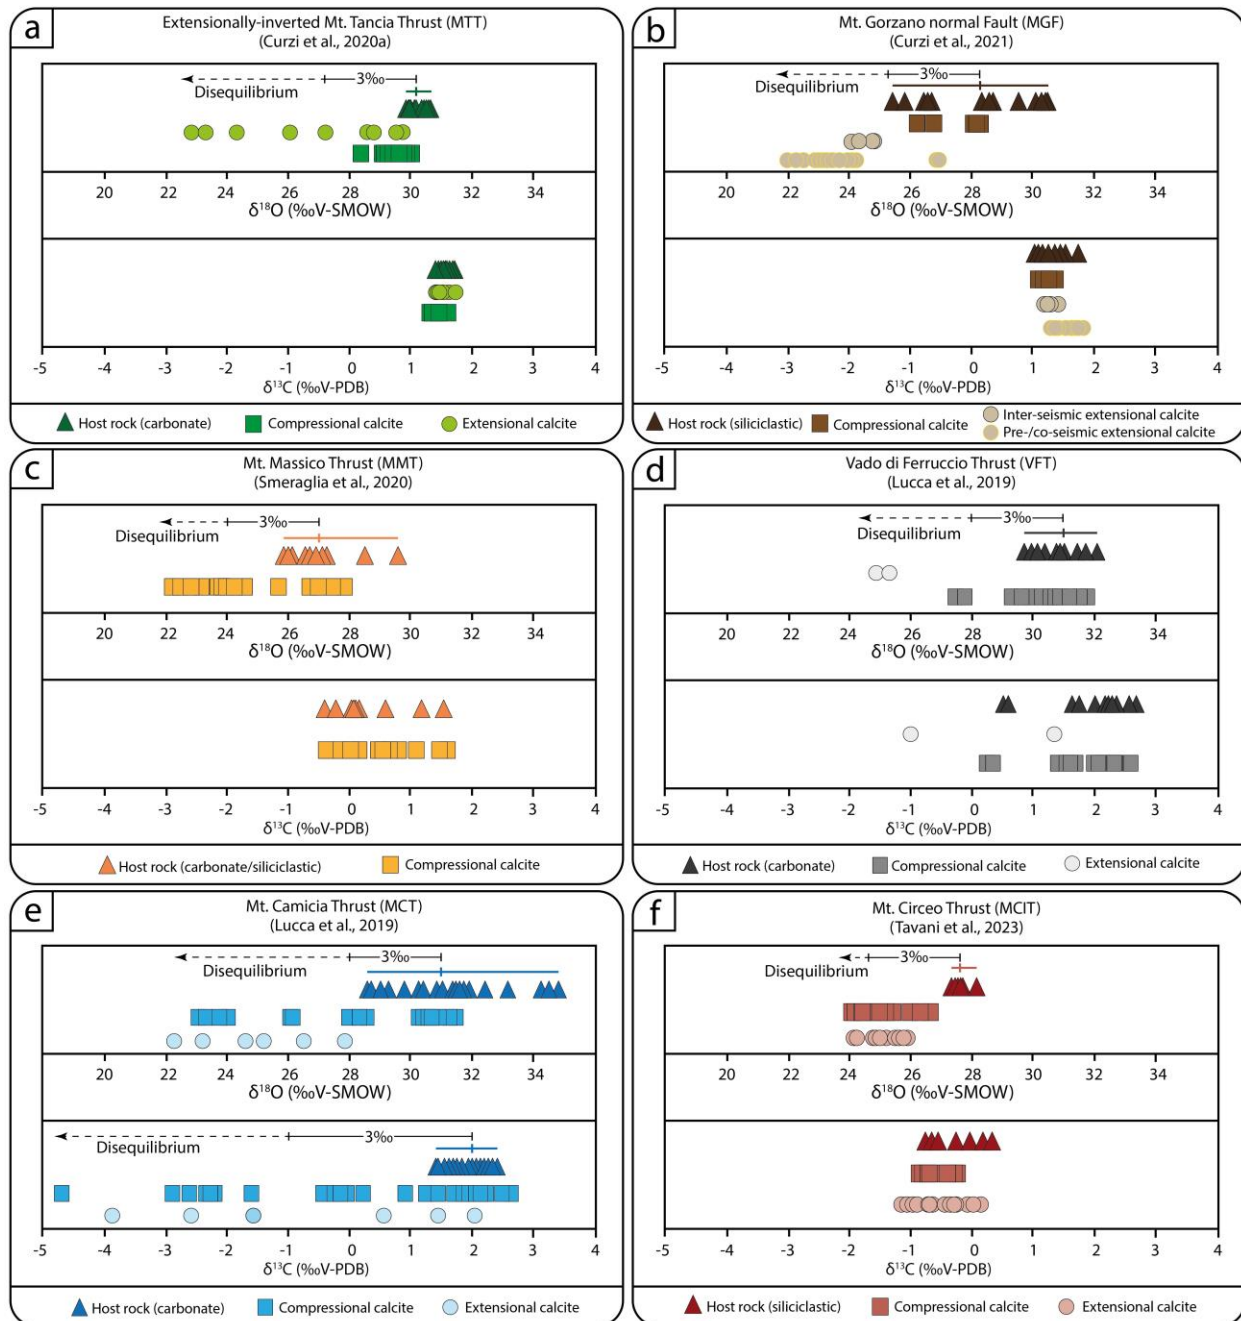 a
Extensionally-inverted Mt. Tancia Thrust (MTT)
(Curzi et al., 2020a)
3‰
Disequilibrium
20 22 24 26 28 30 32 34
δ¹⁸O (‰V-SMOW)
-5 -4 -3 -2 -1 0 1 2 3 4
δ¹³C (‰V-PDB)
Host rock (carbonate) Compressional calcite Extensional calcite
b
Mt. Gorzano normal Fault (MGF)
(Curzi et al., 2021)
3‰
Disequilibrium
20 22 24 26 28 30 32 34
δ¹⁸O (‰V-SMOW)
-5 -4 -3 -2 -1 0 1 2 3 4
δ¹³C (‰V-PDB)
Host rock (siliciclastic) Compressional calcite
Inter-seismic extensional calcite
Pre-/co-seismic extensional calcite
c
Mt. Massico Thrust (MMT)
(Smeraglia et al., 2020)
3‰
Disequilibrium
20 22 24 26 28 30 32 34
δ¹⁸O (‰V-SMOW)
-5 -4 -3 -2 -1 0 1 2 3 4
δ¹³C (‰V-PDB)
Host rock (carbonate/siliciclastic) Compressional calcite
d
Vado di Ferruccio Thrust (VFT)
(Lucca et al., 2019)
3‰
Disequilibrium
20 22 24 26 28 30 32 34
δ¹⁸O (‰V-SMOW)
-5 -4 -3 -2 -1 0 1 2 3 4
δ¹³C (‰V-PDB)
Host rock (carbonate) Compressional calcite Extensional calcite
e
Mt. Camicia Thrust (MCT)
(Lucca et al., 2019)
3‰
Disequilibrium
20 22 24 26 28 30 32 34
δ¹⁸O (‰V-SMOW)
3‰
Disequilibrium
-5 -4 -3 -2 -1 0 1 2 3 4
δ¹³C (‰V-PDB)
Host rock (carbonate) Compressional calcite Extensional calcite
f
Mt. Circeo Thrust (MCIT)
(Tavani et al., 2023)
3‰
Disequilibrium
20 22 24 26 28 30 32 34
δ¹⁸O (‰V-SMOW)
-5 -4 -3 -2 -1 0 1 2 3 4
δ¹³C (‰V-PDB)
Host rock (siliciclastic) Compressional calcite Extensional calcite